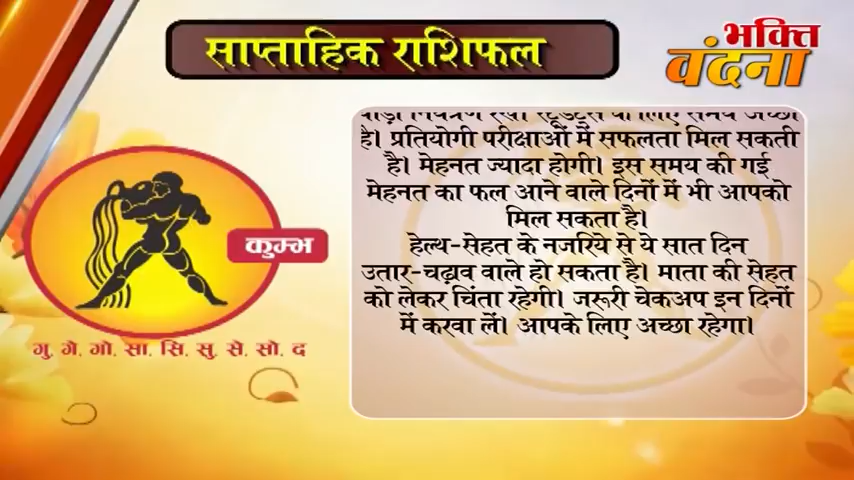 साप्ताहिक राशिफल
भक्ति
वंदना
है। प्रतियोगी परीक्षाओं में सफलता मिल सकती
है। मेहनत ज्यादा होगी। इस समय की गई
मेहनत का फल आने वाले दिनों में भी आपको
मिल सकता है।
हेल्थ-सेहत के नजरिये से ये सात दिन
उतार-चढ़ाव वाले हो सकता है। माता की सेहत
को लेकर चिंता रहेगी। जरूरी चेकअप इन दिनों
में करवा लें। आपके लिए अच्छा रहेगा।
कुम्भ
गु. गे. गो. सा. सि. सु. से. सो. द